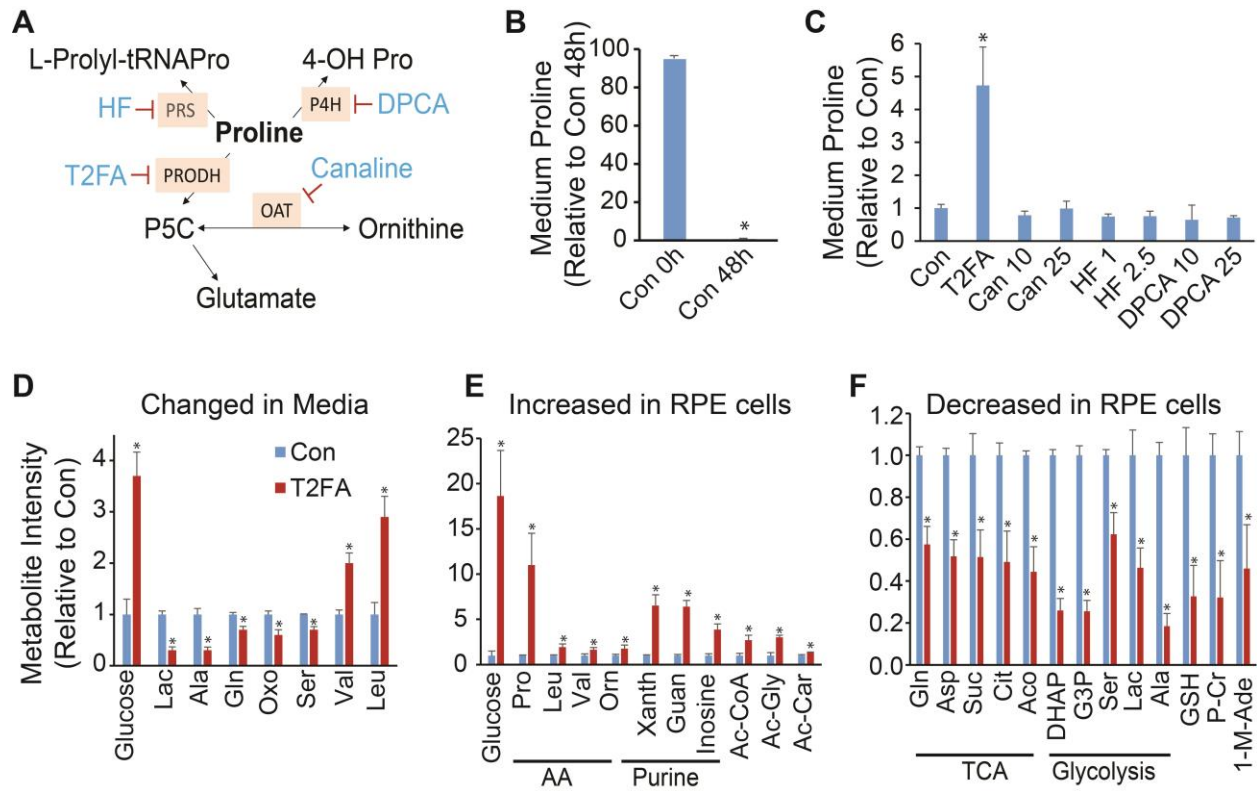 A
L-Prolyl-tRNAPro
4-OH Pro
HF
PRS
P4H
DPCA
Proline
T2FA
PRODH
Canaline
OAT
P5C
Ornithine
Glutamate
B
Medium Proline
(Relative to Con 48h)
100
80
60
40
20
0
*
Con 0h
Con 48h
C
Medium Proline
(Relative to Con)
6
5
4
3
2
1
0
*
Con
T2FA
Can 10
Can 25
HF 1
HF 2.5
DPCA 10
DPCA 25
D
Changed in Media
Metabolite Intensity
(Relative to Con)
4
3
2
1
0
Con
T2FA
* * * * * * * *
Glucose
Lac
Ala
Gln
Oxo
Ser
Val
Leu
E
Increased in RPE cells
25
20
15
10
5
0
* * * * * * * * * * *
Glucose
Pro
Leu
Val
Orn
Xanth
Guan
Inosine
Ac-CoA
Ac-Gly
Ac-Car
AA
Purine
F
Decreased in RPE cells
1.2
1.0
0.8
0.6
0.4
0.2
0.0
* * * * * * * * * * * * *
Gln
Asp
Suc
Cit
Aco
DHAP
G3P
Ser
Lac
Ala
GSH
P-Cr
1-M-Ade
TCA
Glycolysis